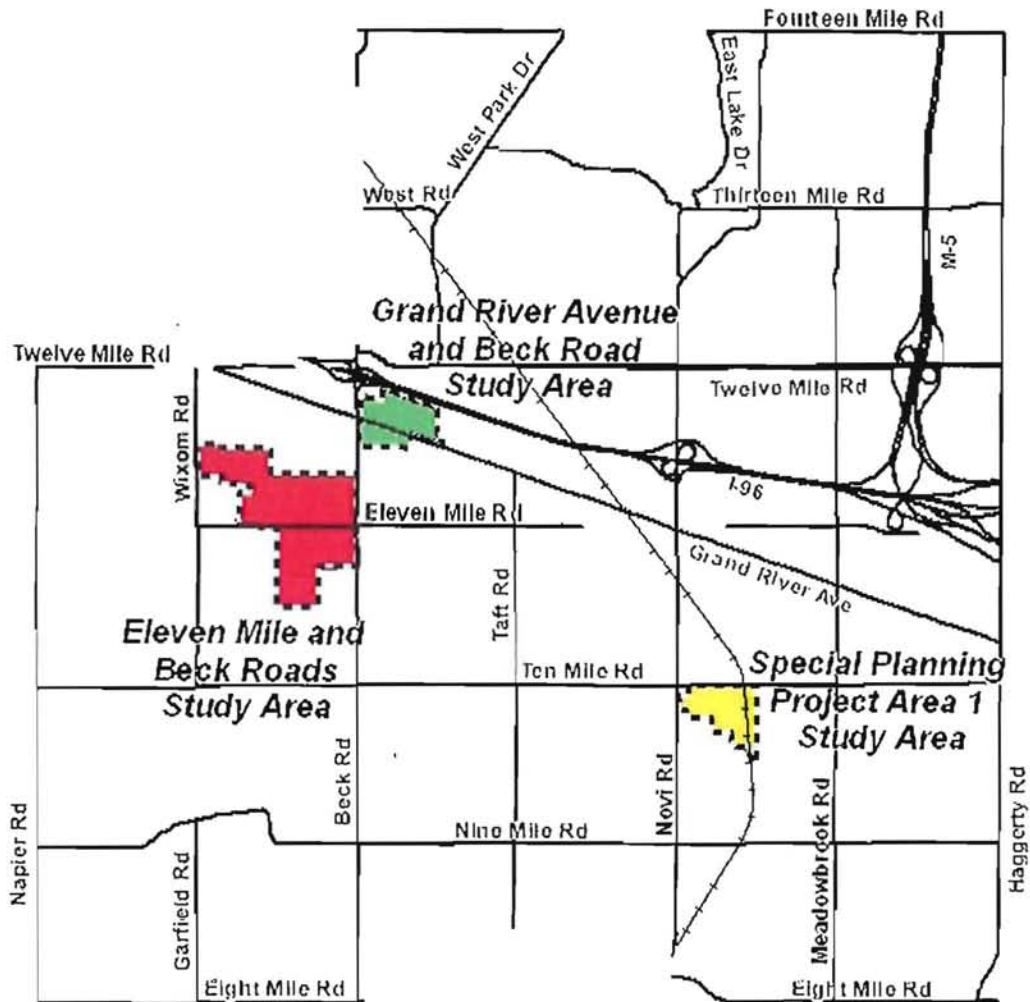 Fourteen Mile Rd
West Park Dr
East Lake Dr
West Rd
Thirteen Mile Rd
M-5
Grand River Avenue
and Beck Road
Study Area
Twelve Mile Rd
Twelve Mile Rd
Wixom Rd
I-96
Eleven Mile Rd
Grand River Ave
Taft Rd
Eleven Mile and
Beck Roads
Study Area
Ten Mile Rd
Special Planning
Project Area 1
Study Area
Beck Rd
Novi Rd
Meadowbrook Rd
Haggerty Rd
Napier Rd
Nine Mile Rd
Garfield Rd
Eight Mile Rd
Eight Mile Rd